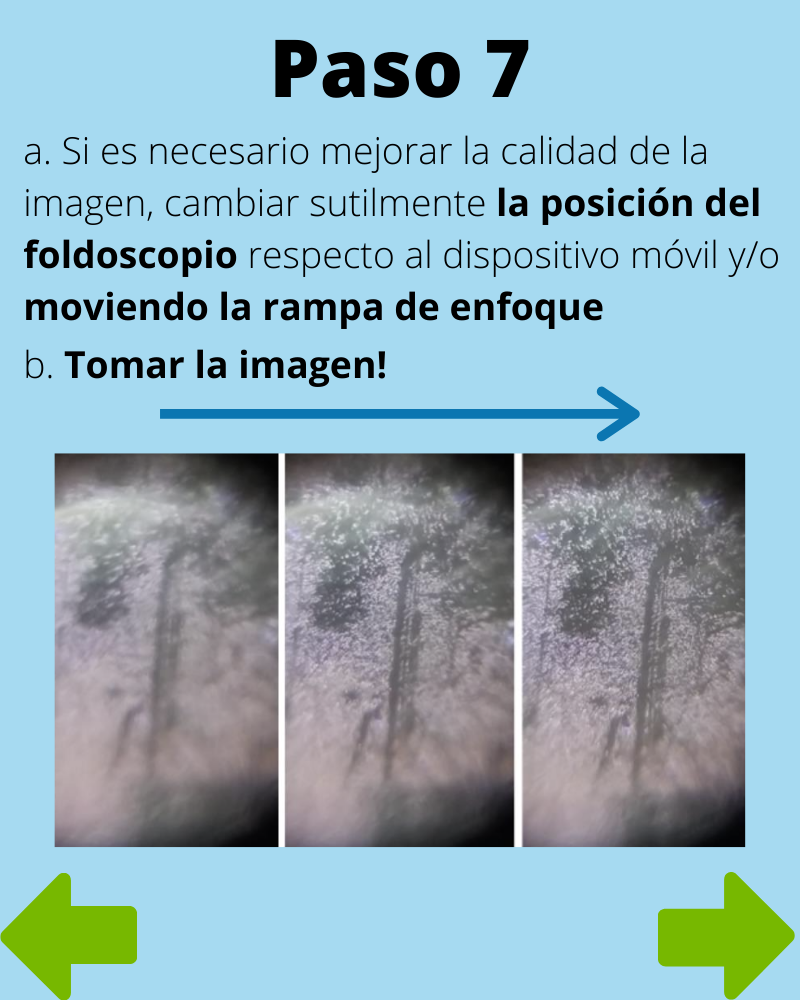 Paso 7
a. Si es necesario mejorar la calidad de la
imagen, cambiar sutilmente la posición del
foldoscopio respecto al dispositivo móvil y/o
moviendo la rampa de enfoque
b. Tomar la imagen!